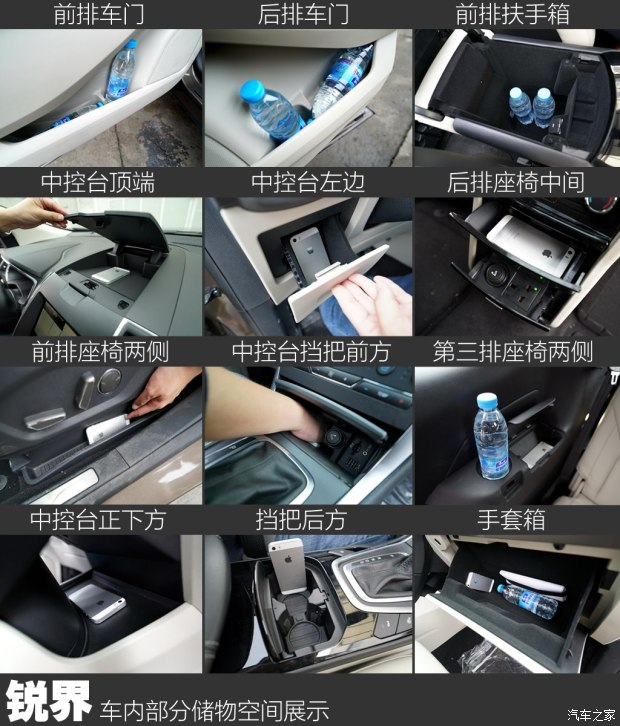 前排车门 后排车门 前排扶手箱
中控台顶端 中控台左边 后排座椅中间
前排座椅两侧 中控台挡把前方 第三排座椅两侧
中控台正下方 挡把后方 手套箱
锐界 车内部分储物空间展示
汽车之家